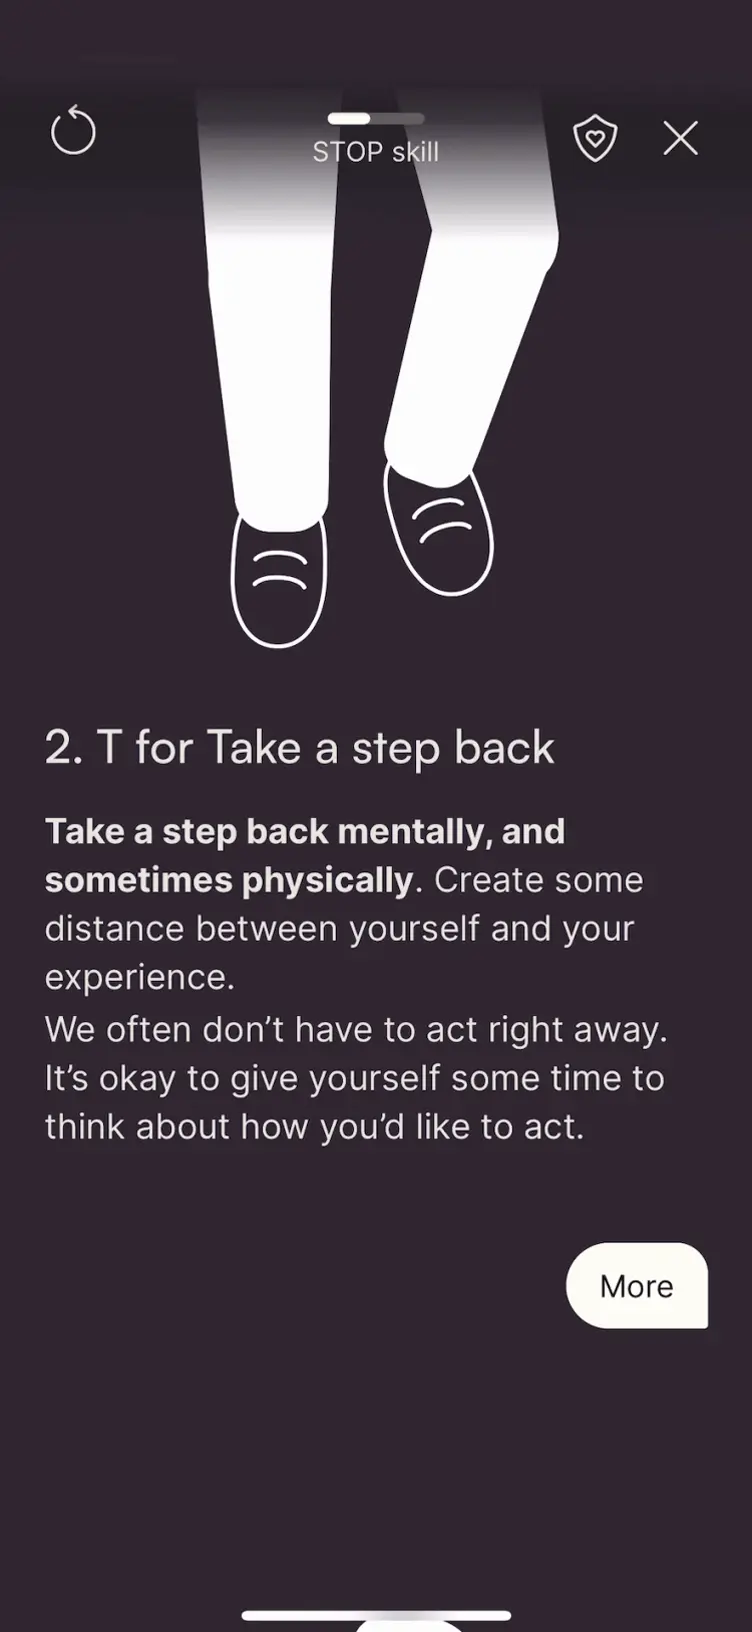 STOP skill
2. T for Take a step back
Take a step back mentally, and
sometimes physically. Create some
distance between yourself and your
experience.
We often don’t have to act right away.
It’s okay to give yourself some time to
think about how you’d like to act.
More